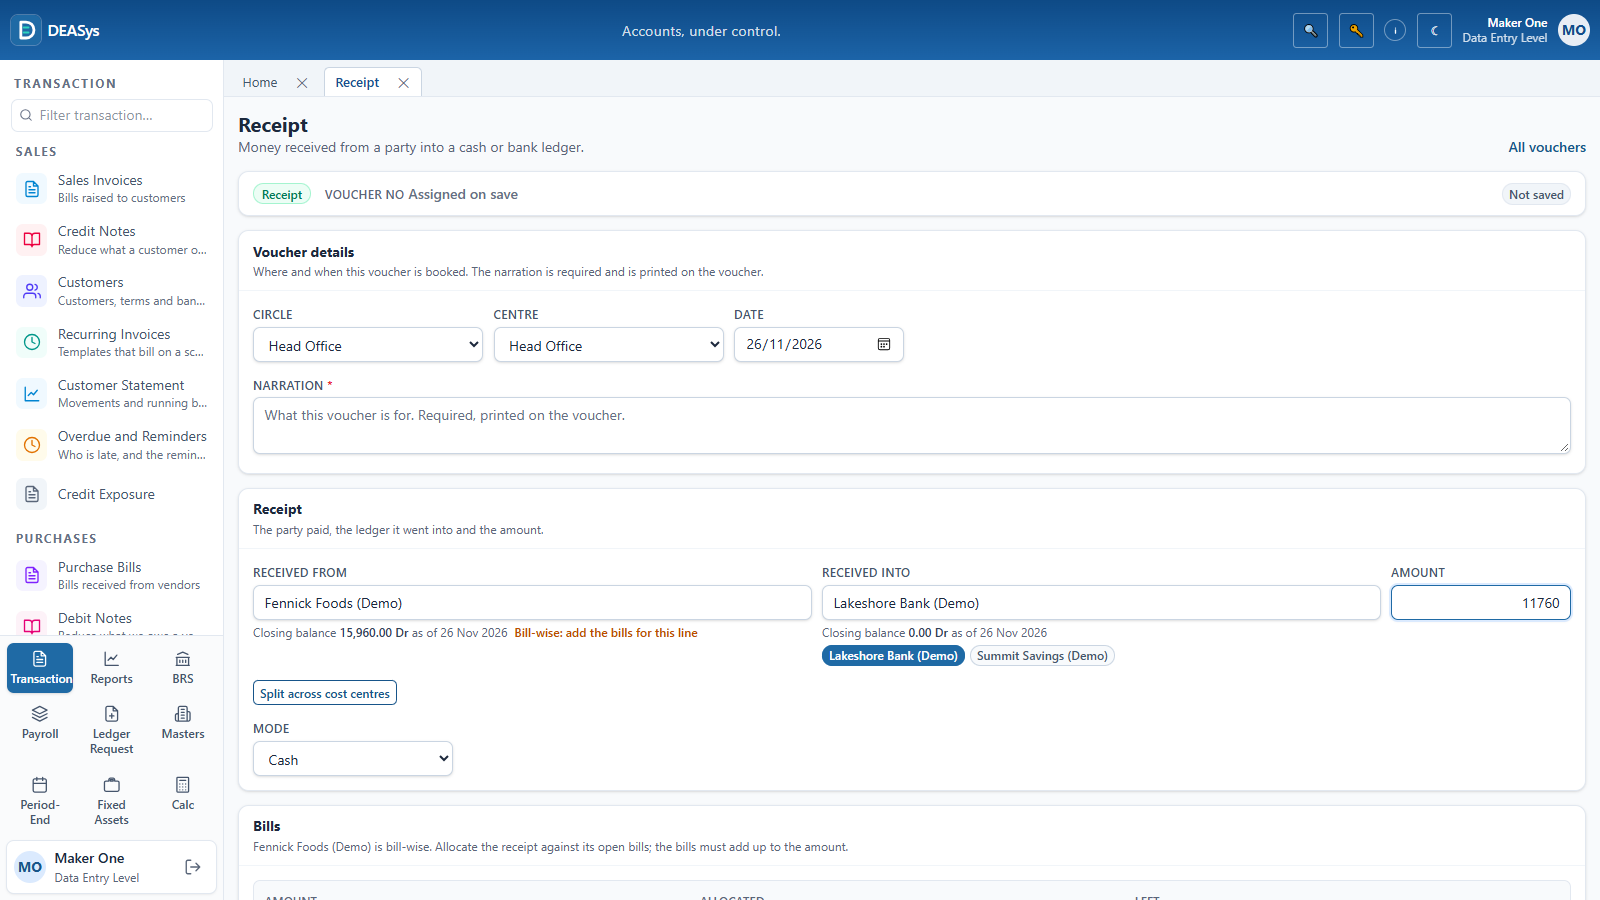 DEASys
Accounts, under control.
Maker One
Data Entry Level
MO
TRANSACTION
Filter transaction...
SALES
Sales Invoices
Bills raised to customers
Credit Notes
Reduce what a customer o...
Customers
Customers, terms and ban...
Recurring Invoices
Templates that bill on a sc...
Customer Statement
Movements and running b...
Overdue and Reminders
Who is late, and the remin...
Credit Exposure
PURCHASES
Purchase Bills
Bills received from vendors
Debit Notes
Transaction
Reports
BRS
Payroll
Ledger Request
Masters
Period-End
Fixed Assets
Calc
MO
Maker One
Data Entry Level
Home
Receipt
Receipt
Money received from a party into a cash or bank ledger.
All vouchers
Receipt
VOUCHER NO Assigned on save
Not saved
Voucher details
Where and when this voucher is booked. The narration is required and is printed on the voucher.
CIRCLE
CENTRE
DATE
Head Office
Head Office
26/11/2026
NARRATION *
What this voucher is for. Required, printed on the voucher.
Receipt
The party paid, the ledger it went into and the amount.
RECEIVED FROM
RECEIVED INTO
AMOUNT
Fennick Foods (Demo)
Lakeshore Bank (Demo)
11760
Closing balance 15,960.00 Dr as of 26 Nov 2026 Bill-wise: add the bills for this line
Closing balance 0.00 Dr as of 26 Nov 2026
Lakeshore Bank (Demo)
Summit Savings (Demo)
Split across cost centres
MODE
Cash
Bills
Fennick Foods (Demo) is bill-wise. Allocate the receipt against its open bills; the bills must add up to the amount.
AMOUNT
ALLOCATED
LEFT